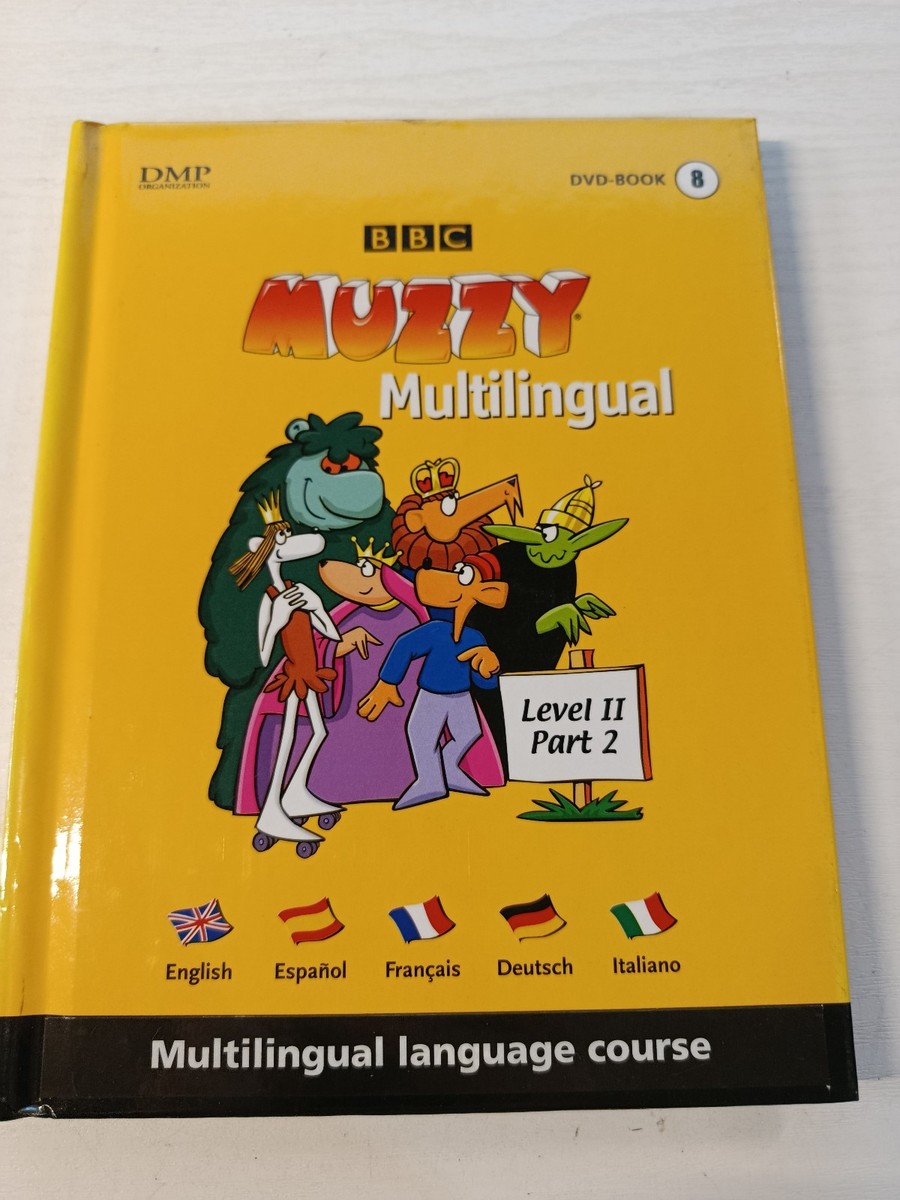 DMP
ORGANIZATION
DVD-BOOK 8
BBC
MUZZY®
Multilingual
Level II
Part 2
English Español Français Deutsch Italiano
Multilingual language course